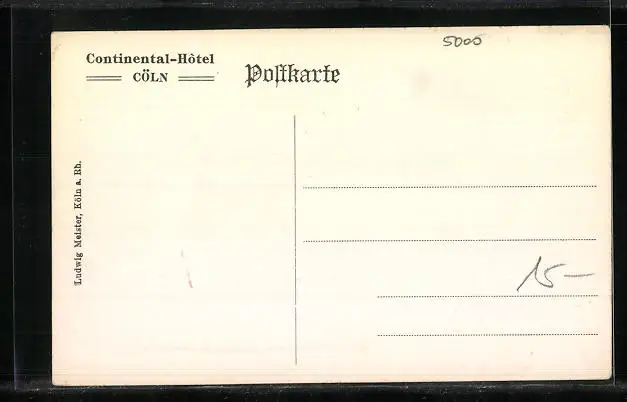 5000
Continental-Hôtel
CÖLN
Postkarte
Ludwig Meister, Köln a. Rh.
15-